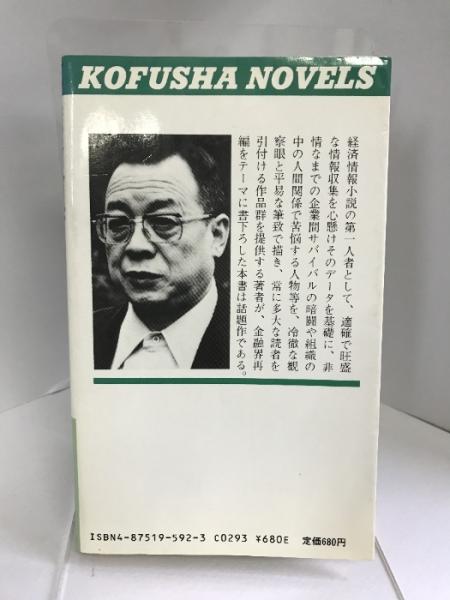 KOFUSHA NOVELS
経済情報小説の第一人者として、適確で旺盛
な情報収集を心懸けそのデータを基礎に、非
情なまでの企業間サバイバルの暗闘や組織の
中の人間関係で苦悩する人物等を、冷徹な観
察眼と平易な筆致で描き、常に多大な読者を
引付ける作品群を提供する著者が、金融界再
編をテーマに書下ろした本書は話題作である。
ISBN4-87519-592-3 C0293 ¥680E 定価680円